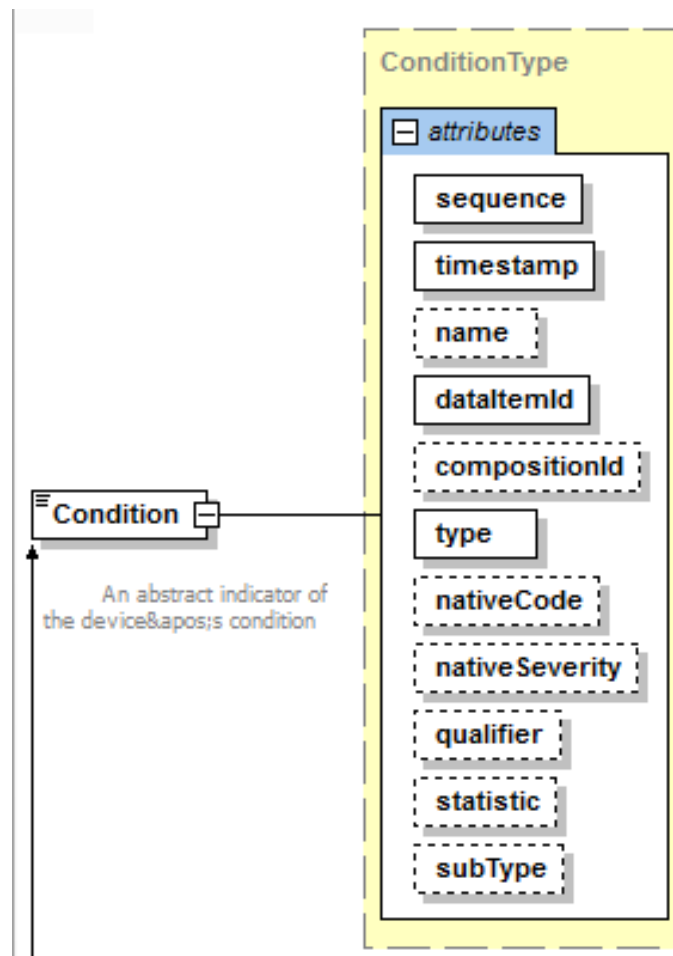 ConditionType
attributes
sequence
timestamp
name
dataItemId
compositionId
Condition
type
An abstract indicator of
the device&apos;s condition
nativeCode
nativeSeverity
qualifier
statistic
subType